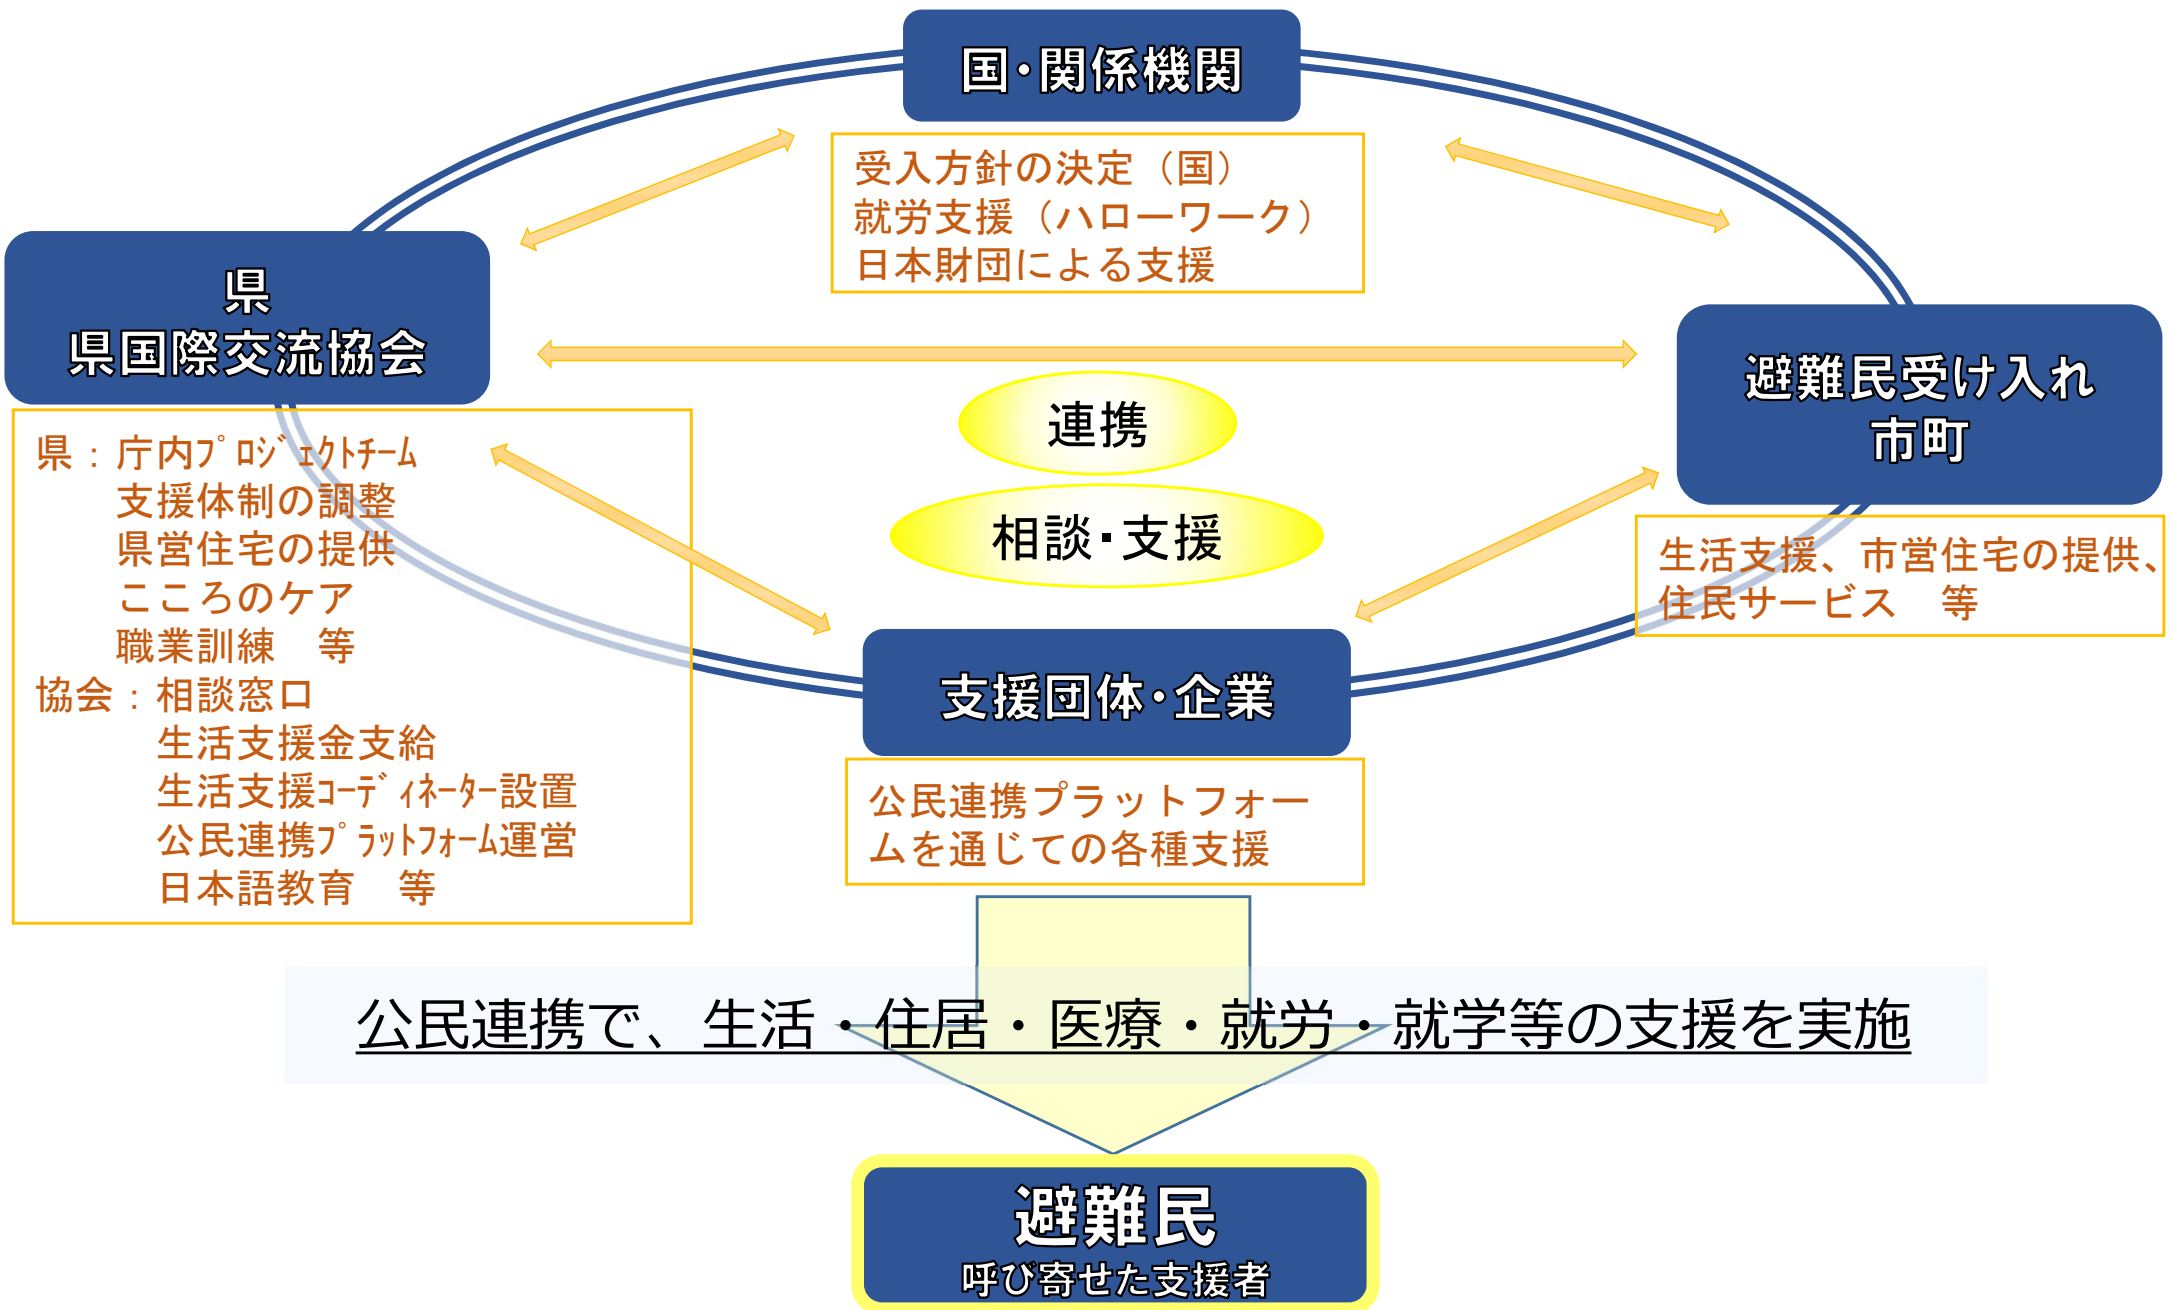 国・関係機関
受入方針の決定（国）
就労支援（ハローワーク）
日本財団による支援
県
県国際交流協会
県：庁内ﾌﾟﾛｼﾞｪｸﾄﾁｰﾑ
支援体制の調整
県営住宅の提供
こころのケア
職業訓練　等
協会：相談窓口
生活支援金支給
生活支援ｺｰﾃﾞｨﾈｰﾀｰ設置
公民連携ﾌﾟﾗｯﾄﾌｫｰﾑ運営
日本語教育　等
連携
相談・支援
避難民受け入れ
市町
生活支援、市営住宅の提供、
住民サービス　等
支援団体・企業
公民連携プラットフォー
ムを通じての各種支援
公民連携で、生活・住居・医療・就労・就学等の支援を実施
避難民
呼び寄せた支援者